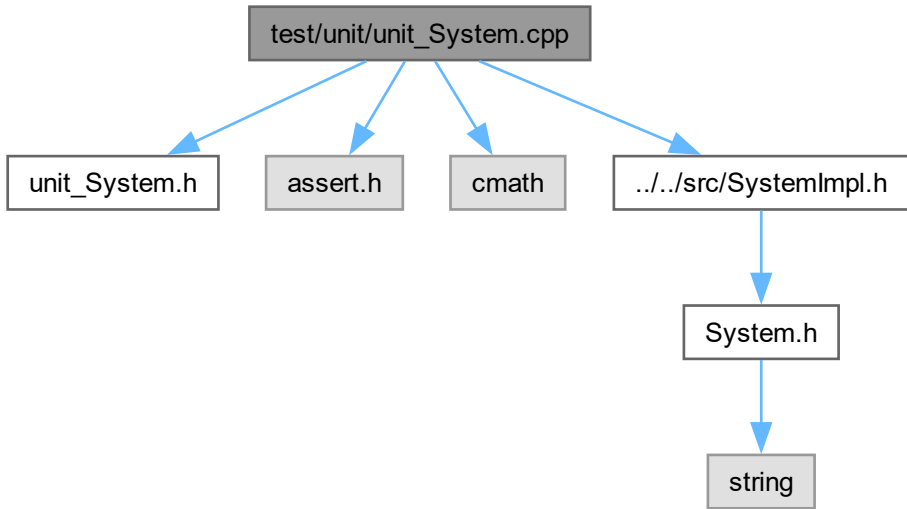 test/unit/unit_System.cpp
unit_System.h
assert.h
cmath
../../src/SystemImpl.h
System.h
string